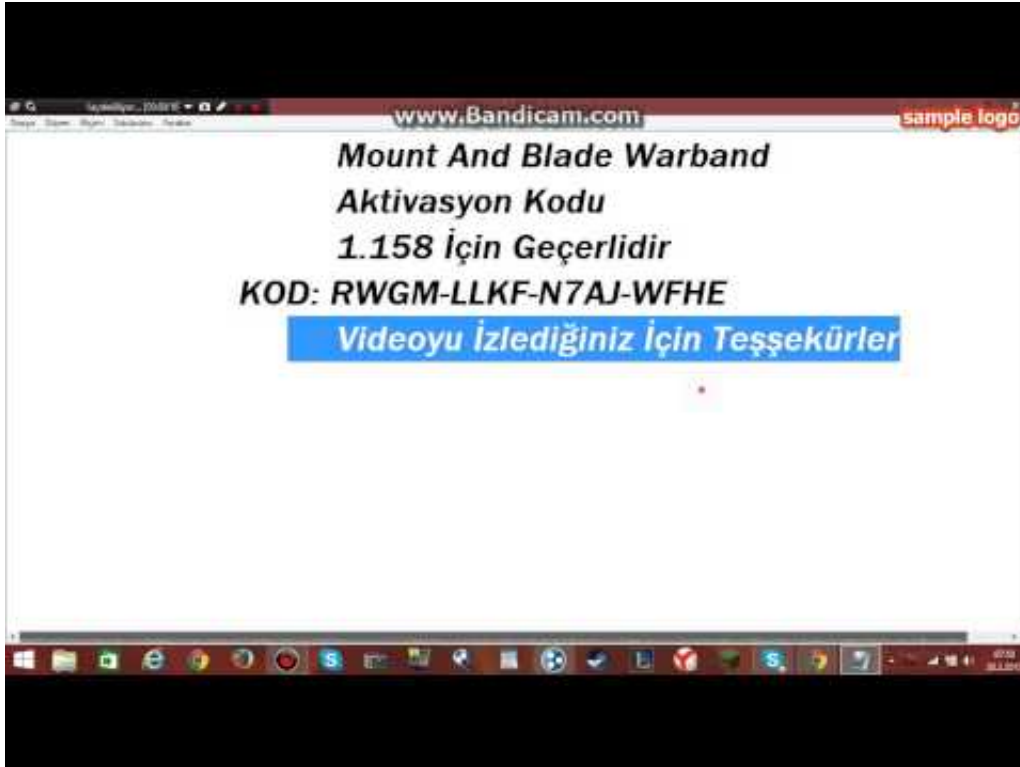 www.Bandicam.com
sample logo
Mount And Blade Warband
Aktivasyon Kodu
1.158 İçin Geçerlidir
KOD: RWGM-LLKF-N7AJ-WFHE
Videoyu İzlediğiniz İçin Teşşekürler